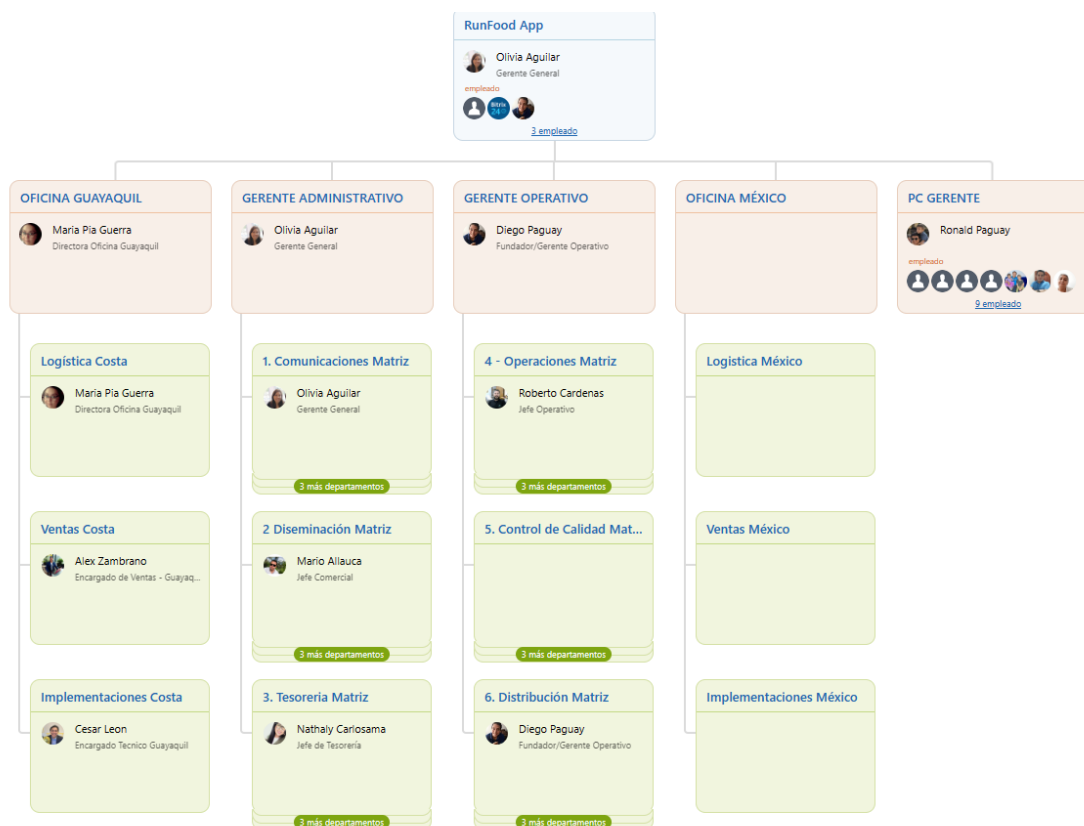 RunFood App
Olivia Aguilar
Gerente General
empleado
Bitrix
24
3 empleado
OFICINA GUAYAQUIL
Maria Pia Guerra
Directora Oficina Guayaquil
GERENTE ADMINISTRATIVO
Olivia Aguilar
Gerente General
GERENTE OPERATIVO
Diego Paguay
Fundador/Gerente Operativo
OFICINA MÉXICO
PC GERENTE
Ronald Paguay
empleado
9 empleado
Logística Costa
Maria Pia Guerra
Directora Oficina Guayaquil
1. Comunicaciones Matriz
Olivia Aguilar
Gerente General
3 más departamentos
4 - Operaciones Matriz
Roberto Cardenas
Jefe Operativo
3 más departamentos
Logistica México
Ventas Costa
Alex Zambrano
Encargado de Ventas - Guayaq...
2 Diseminación Matriz
Mario Allauca
Jefe Comercial
3 más departamentos
5. Control de Calidad Mat...
3 más departamentos
Ventas México
Implementaciones Costa
Cesar Leon
Encargado Tecnico Guayaquil
3. Tesoreria Matriz
Nathaly Carlosama
Jefe de Tesorería
3 más departamentos
6. Distribución Matriz
Diego Paguay
Fundador/Gerente Operativo
3 más departamentos
Implementaciones México